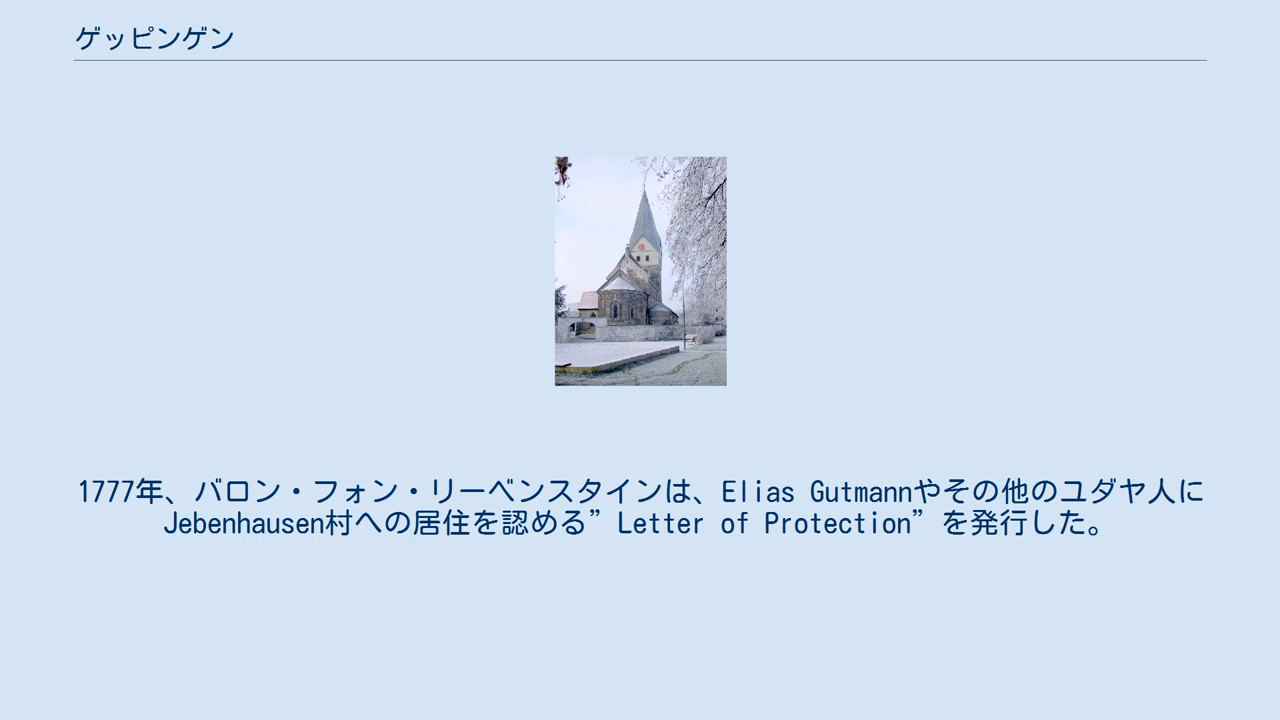 ゲッピンゲン
1777年、バロン・フォン・リーベンスタインは、Elias Gutmannやその他のユダヤ人に
Jebenhausen村への居住を認める”Letter of Protection”を発行した。